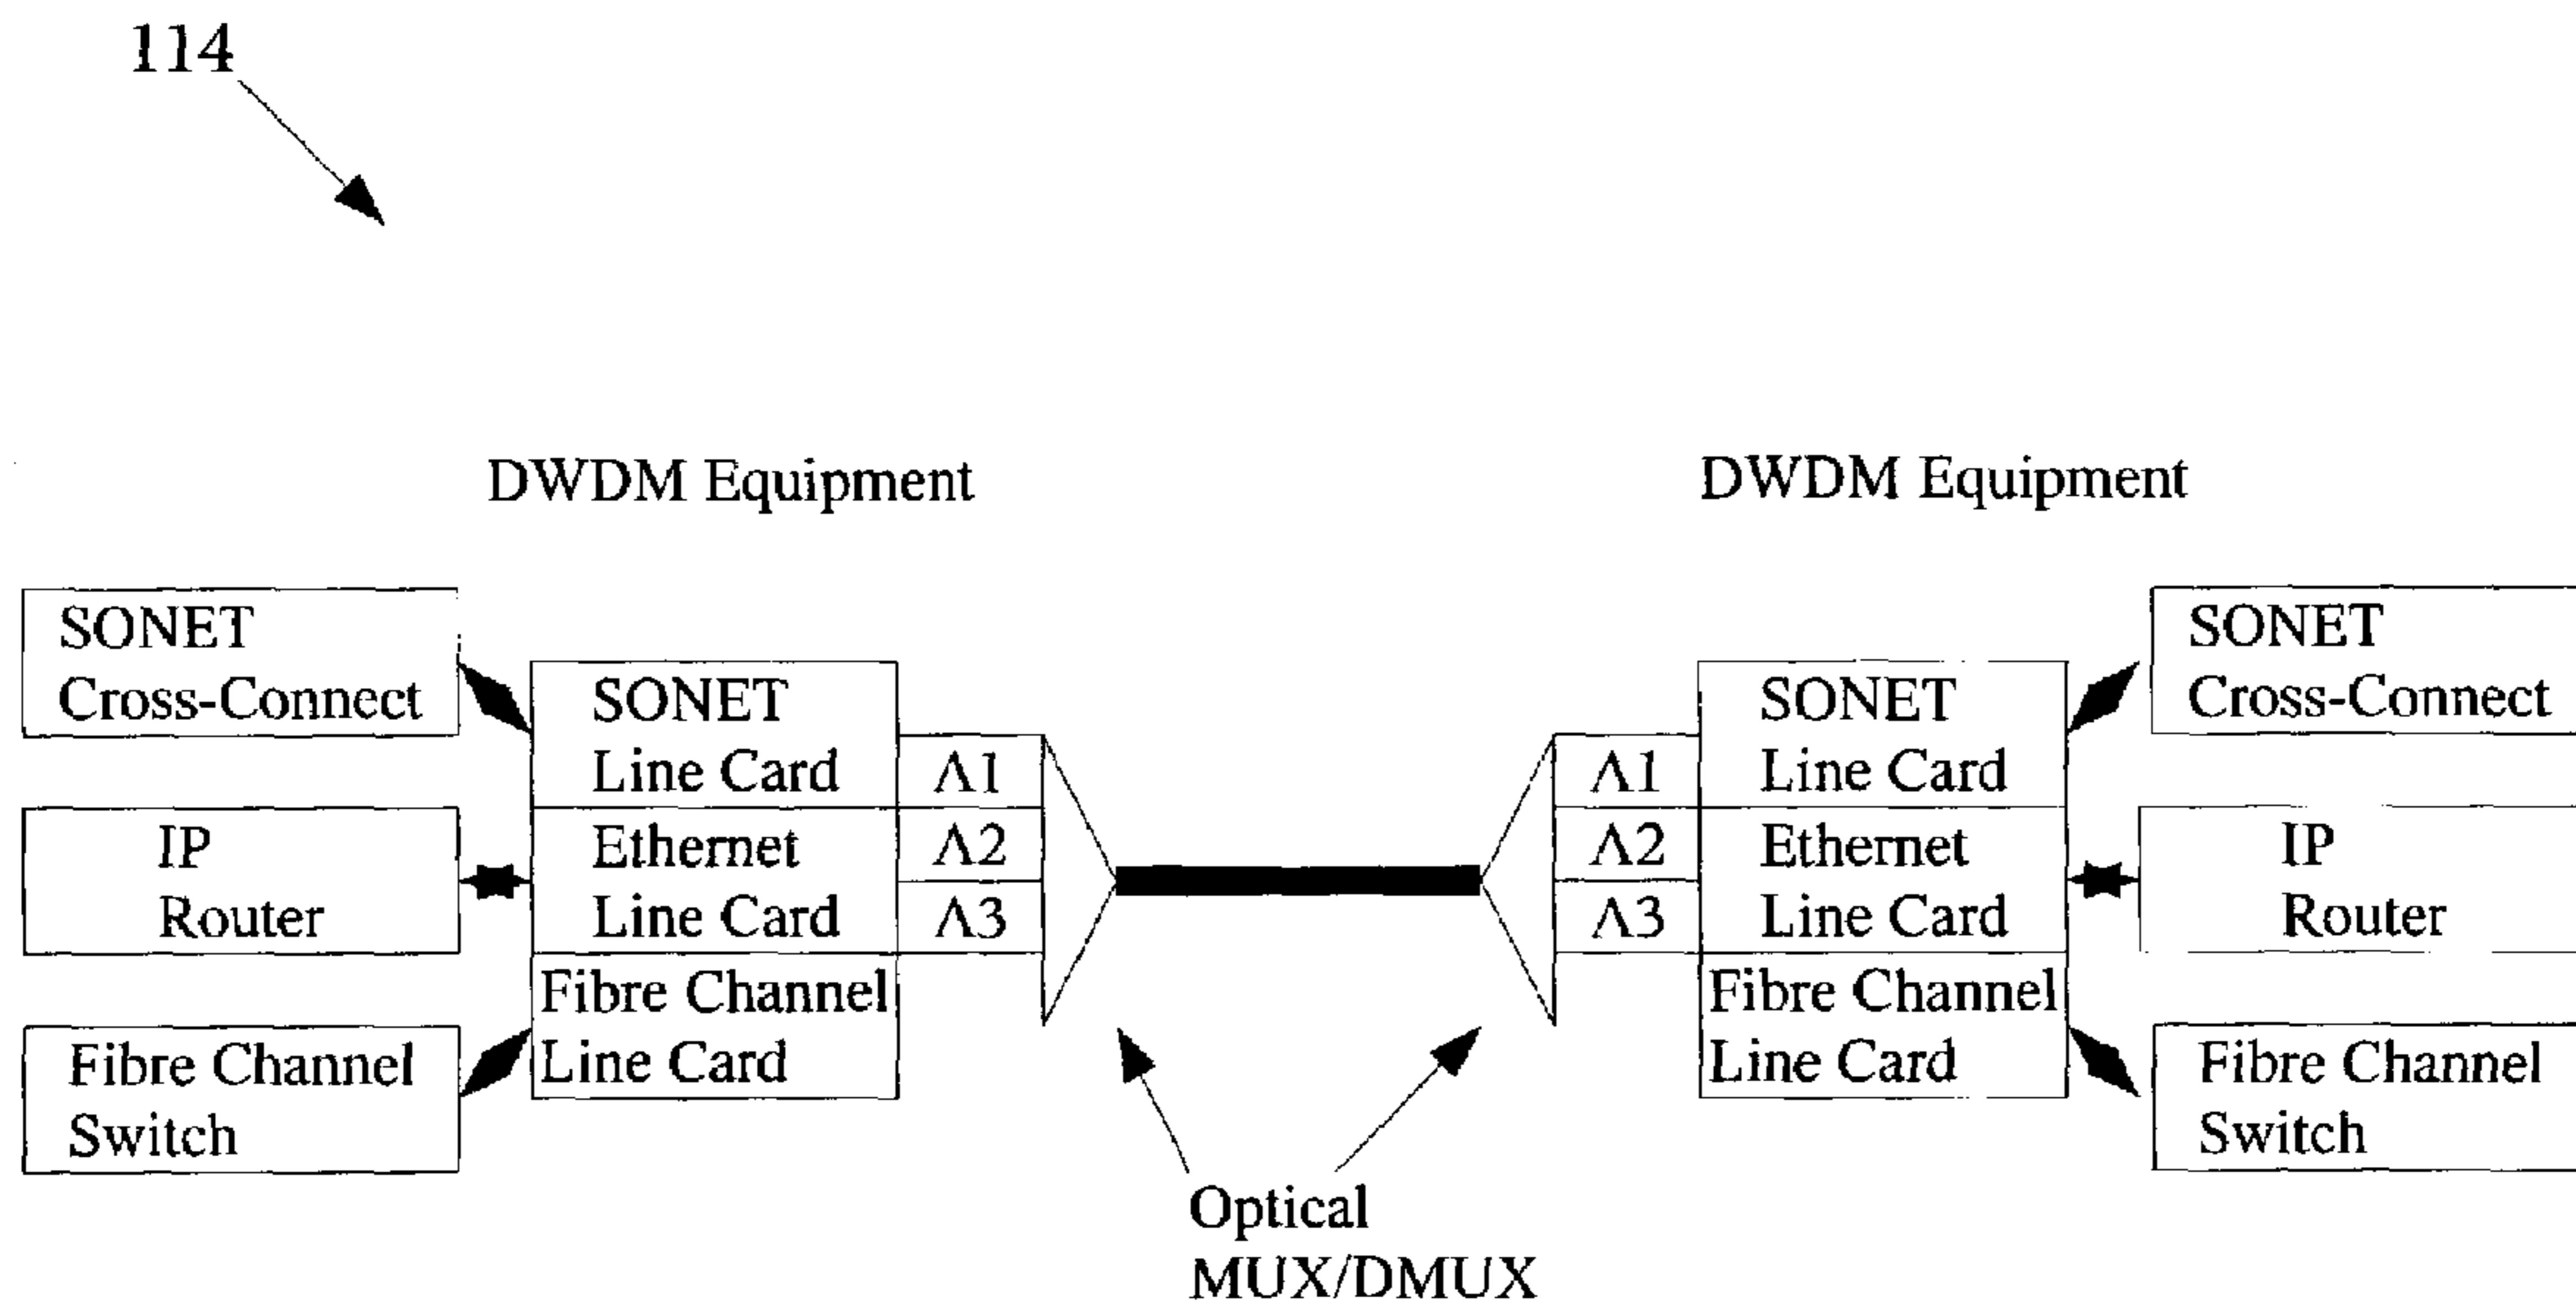 114
DWDM Equipment
DWDM Equipment
SONET
Cross-Connect
IP
Router
Fibre Channel
Switch
SONET
Line Card
Ethernet
Line Card
Fibre Channel
Line Card
Λ1
Λ2
Λ3
Λ1
Λ2
Λ3
SONET
Line Card
Ethernet
Line Card
Fibre Channel
Line Card
SONET
Cross-Connect
IP
Router
Fibre Channel
Switch
Optical
MUX/DMUX